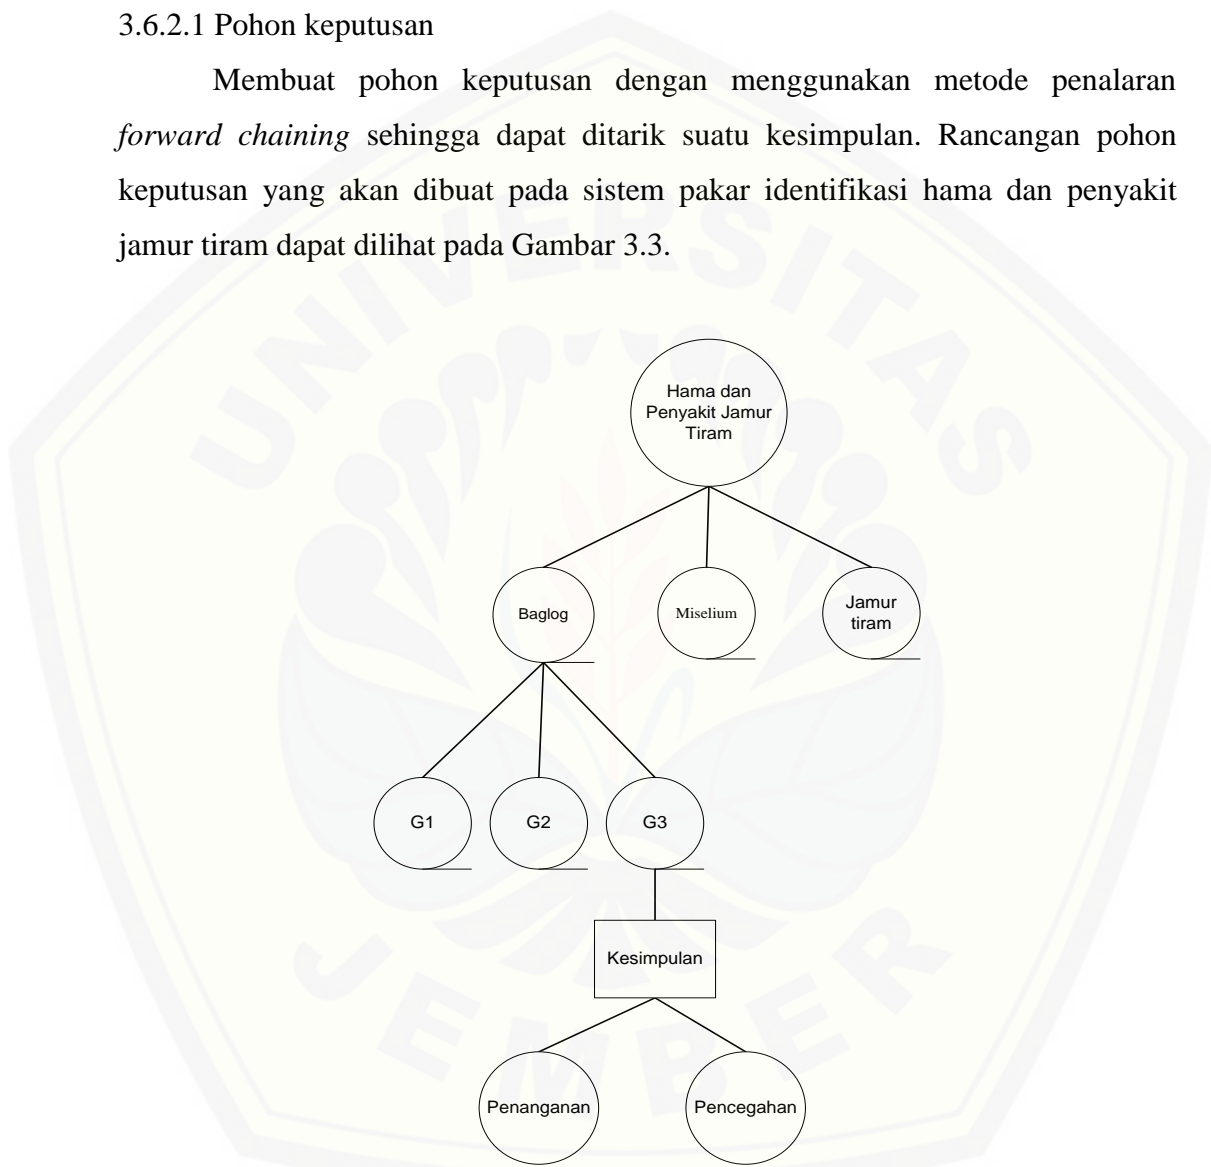 3.6.2.1 Pohon keputusan
Membuat pohon keputusan dengan menggunakan metode penalaran
forward chaining sehingga dapat ditarik suatu kesimpulan. Rancangan pohon
keputusan yang akan dibuat pada sistem pakar identifikasi hama dan penyakit
jamur tiram dapat dilihat pada Gambar 3.3.
UNIVERSITAS
Hama dan
Penyakit Jamur
Tiram
Baglog
Miselium
Jamur
tiram
G1
G2
G3
Kesimpulan
Penanganan
Pencegahan
JEMBER